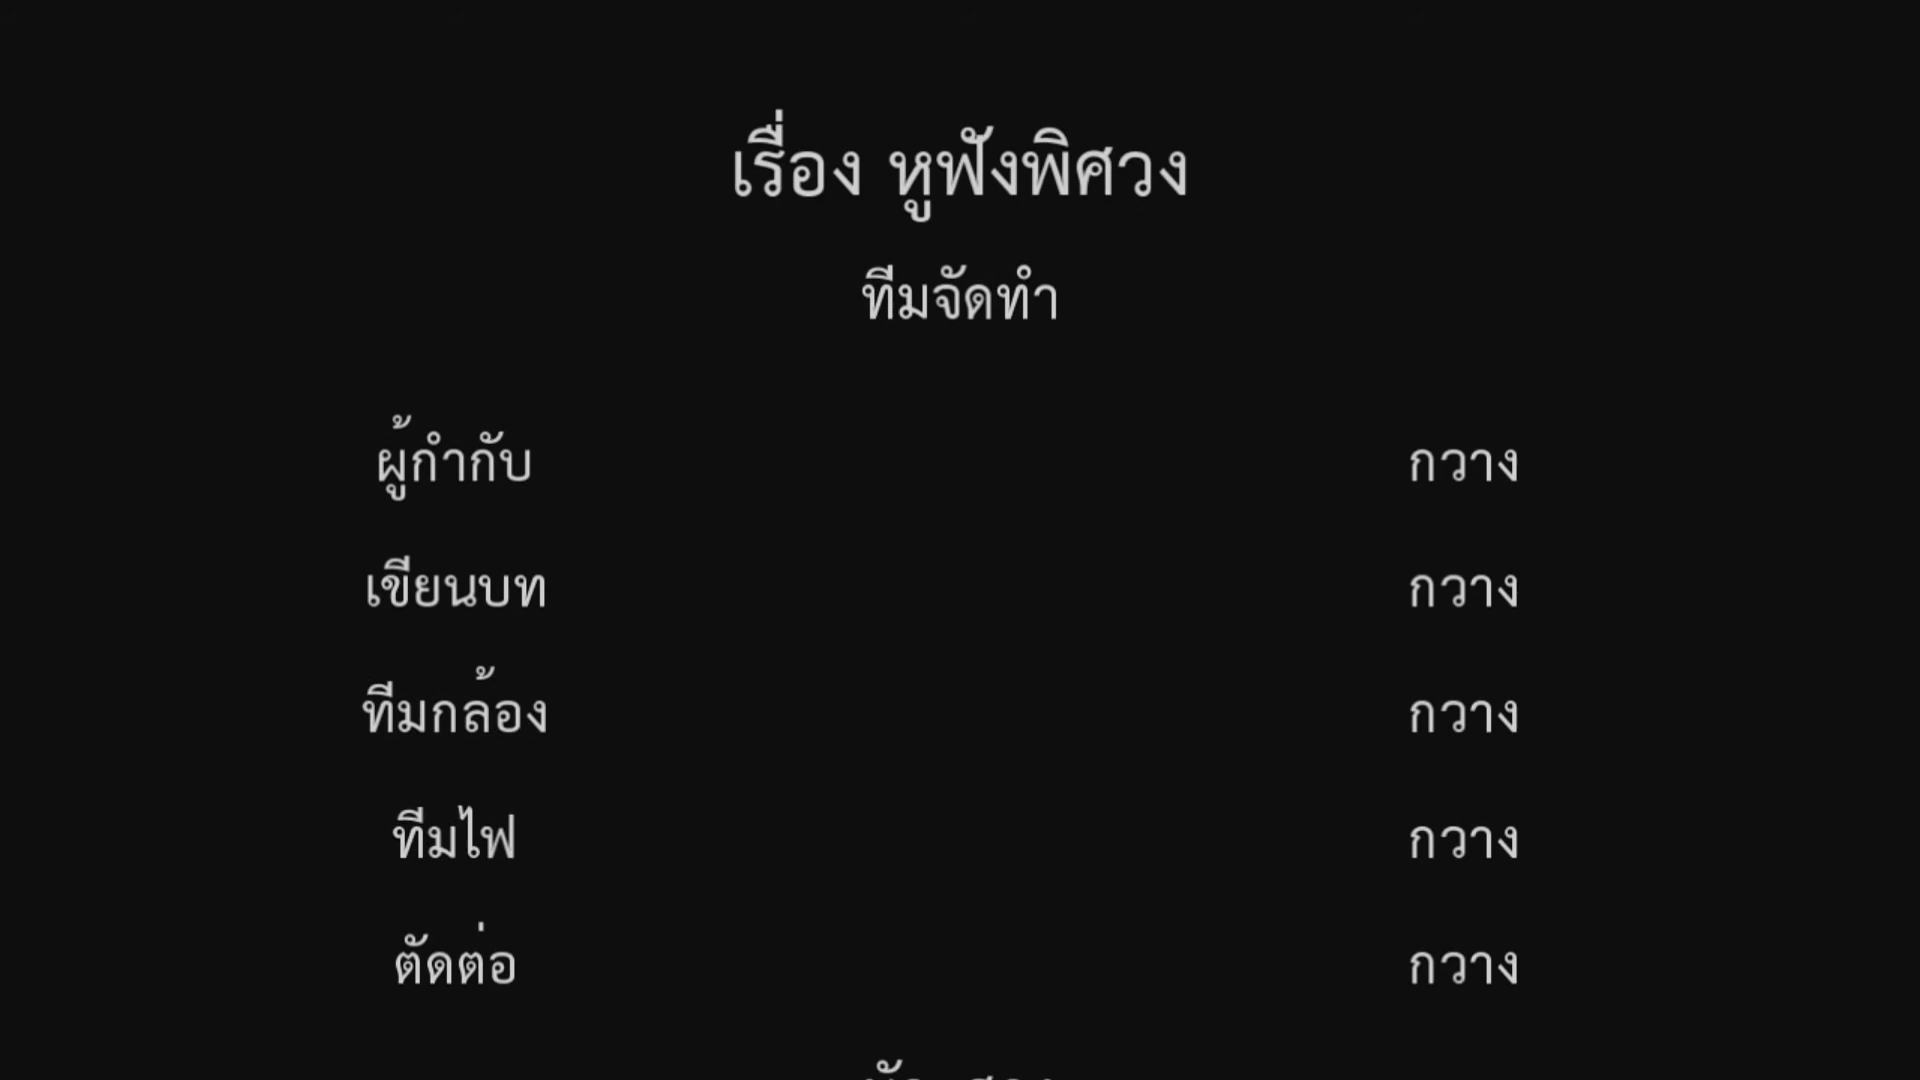 เรื่อง หูฟังพิศวง
ทีมจัดทำ
ผู้กำกับ กวาง
เขียนบท กวาง
ทีมกล้อง กวาง
ทีมไฟ กวาง
ตัดต่อ กวาง